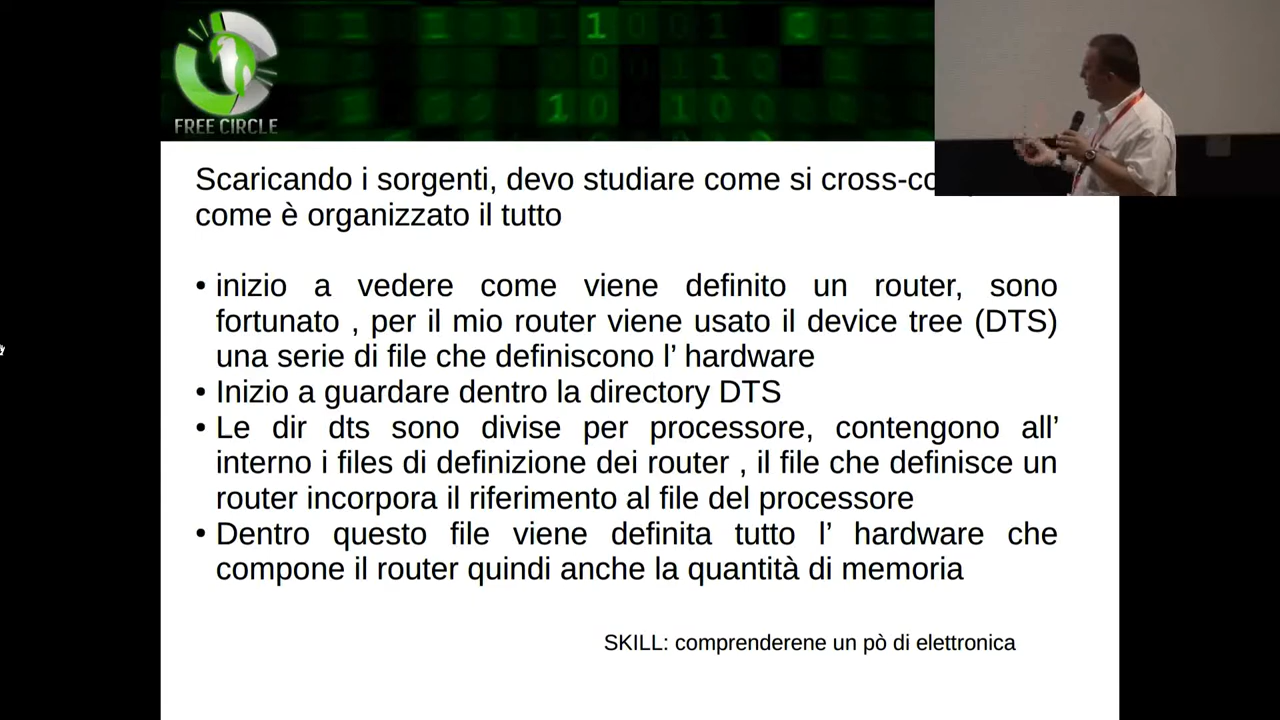 FREE CIRCLE
Scaricando i sorgenti, devo studiare come si
come è organizzato il tutto
• inizio a vedere come viene definito un router, sono
fortunato , per il mio router viene usato il device tree (DTS)
una serie di file che definiscono l’ hardware
• Inizio a guardare dentro la directory DTS
• Le dir dts sono divise per processore, contengono all’
interno i files di definizione dei router , il file che definisce un
router incorpora il riferimento al file del processore
• Dentro questo file viene definita tutto l’ hardware che
compone il router quindi anche la quantità di memoria
SKILL: comprenderene un pò di elettronica